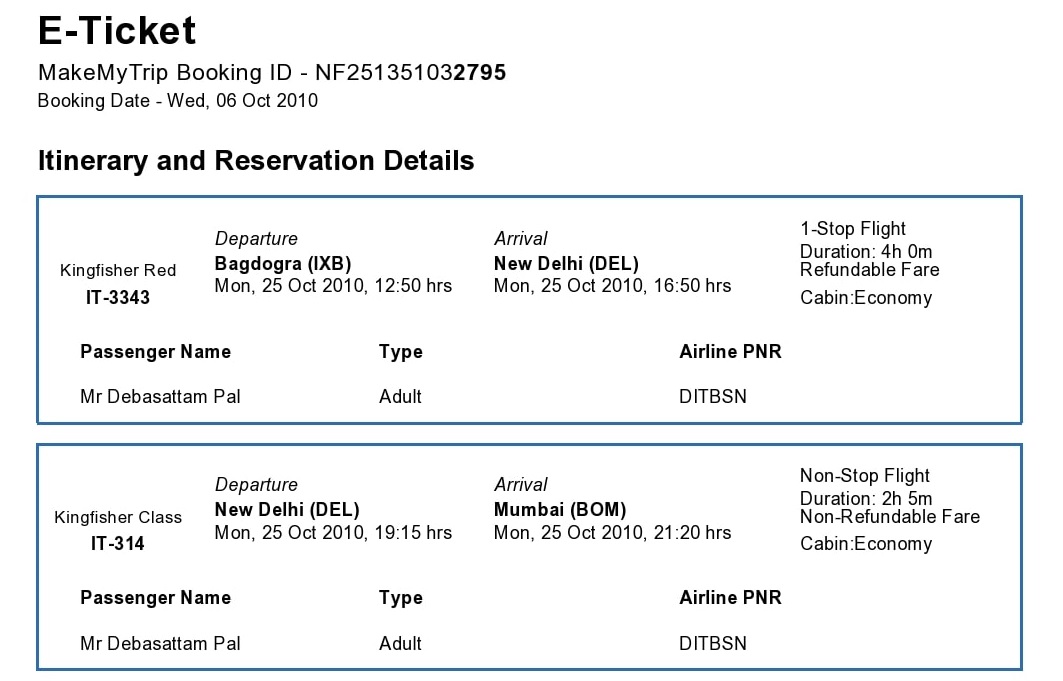 E-Ticket
MakeMyTrip Booking ID - NF251351032795
Booking Date - Wed, 06 Oct 2010
Itinerary and Reservation Details
Kingfisher Red
IT-3343
Departure
Bagdogra (IXB)
Mon, 25 Oct 2010, 12:50 hrs
Arrival
New Delhi (DEL)
Mon, 25 Oct 2010, 16:50 hrs
1-Stop Flight
Duration: 4h 0m
Refundable Fare
Cabin:Economy
Passenger Name Type Airline PNR
Mr Debasattam Pal Adult DITBSN
Kingfisher Class
IT-314
Departure
New Delhi (DEL)
Mon, 25 Oct 2010, 19:15 hrs
Arrival
Mumbai (BOM)
Mon, 25 Oct 2010, 21:20 hrs
Non-Stop Flight
Duration: 2h 5m
Non-Refundable Fare
Cabin:Economy
Passenger Name Type Airline PNR
Mr Debasattam Pal Adult DITBSN